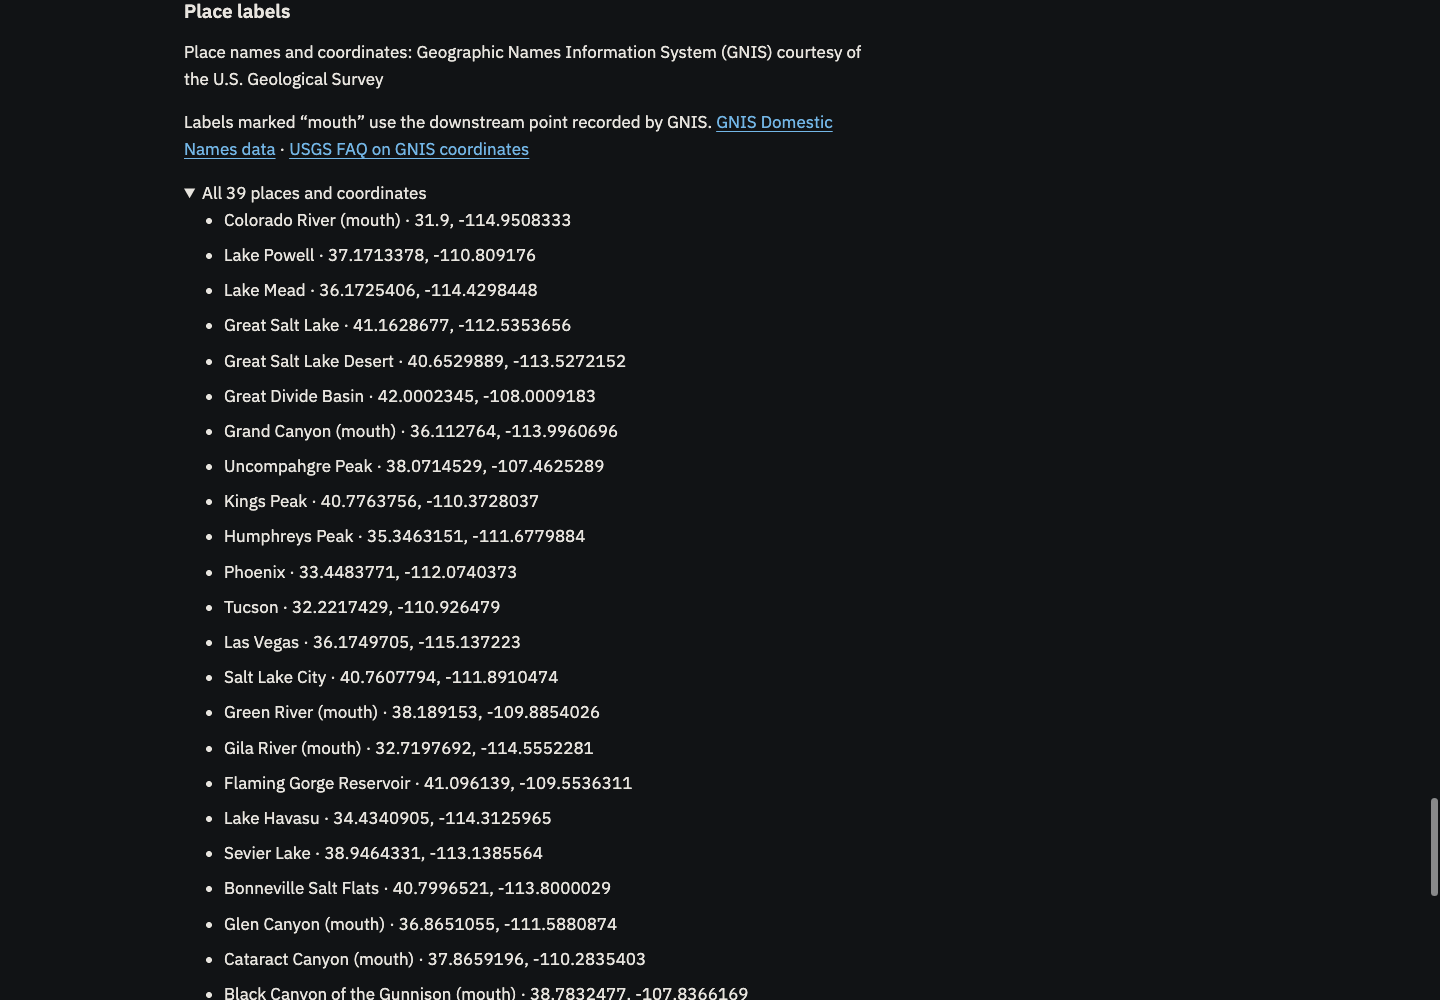 Place labels
Place names and coordinates: Geographic Names Information System (GNIS) courtesy of
the U.S. Geological Survey
Labels marked “mouth” use the downstream point recorded by GNIS. GNIS Domestic
Names data · USGS FAQ on GNIS coordinates
▼ All 39 places and coordinates
• Colorado River (mouth) · 31.9, -114.9508333
• Lake Powell · 37.1713378, -110.809176
• Lake Mead · 36.1725406, -114.4298448
• Great Salt Lake · 41.1628677, -112.5353656
• Great Salt Lake Desert · 40.6529889, -113.5272152
• Great Divide Basin · 42.0002345, -108.0009183
• Grand Canyon (mouth) · 36.112764, -113.9960696
• Uncompahgre Peak · 38.0714529, -107.4625289
• Kings Peak · 40.7763756, -110.3728037
• Humphreys Peak · 35.3463151, -111.6779884
• Phoenix · 33.4483771, -112.0740373
• Tucson · 32.2217429, -110.926479
• Las Vegas · 36.1749705, -115.137223
• Salt Lake City · 40.7607794, -111.8910474
• Green River (mouth) · 38.189153, -109.8854026
• Gila River (mouth) · 32.7197692, -114.5552281
• Flaming Gorge Reservoir · 41.096139, -109.5536311
• Lake Havasu · 34.4340905, -114.3125965
• Sevier Lake · 38.9464331, -113.1385564
• Bonneville Salt Flats · 40.7996521, -113.8000029
• Glen Canyon (mouth) · 36.8651055, -111.5880874
• Cataract Canyon (mouth) · 37.8659196, -110.2835403
• Black Canyon of the Gunnison (mouth) · 38.7832477, -107.8366169